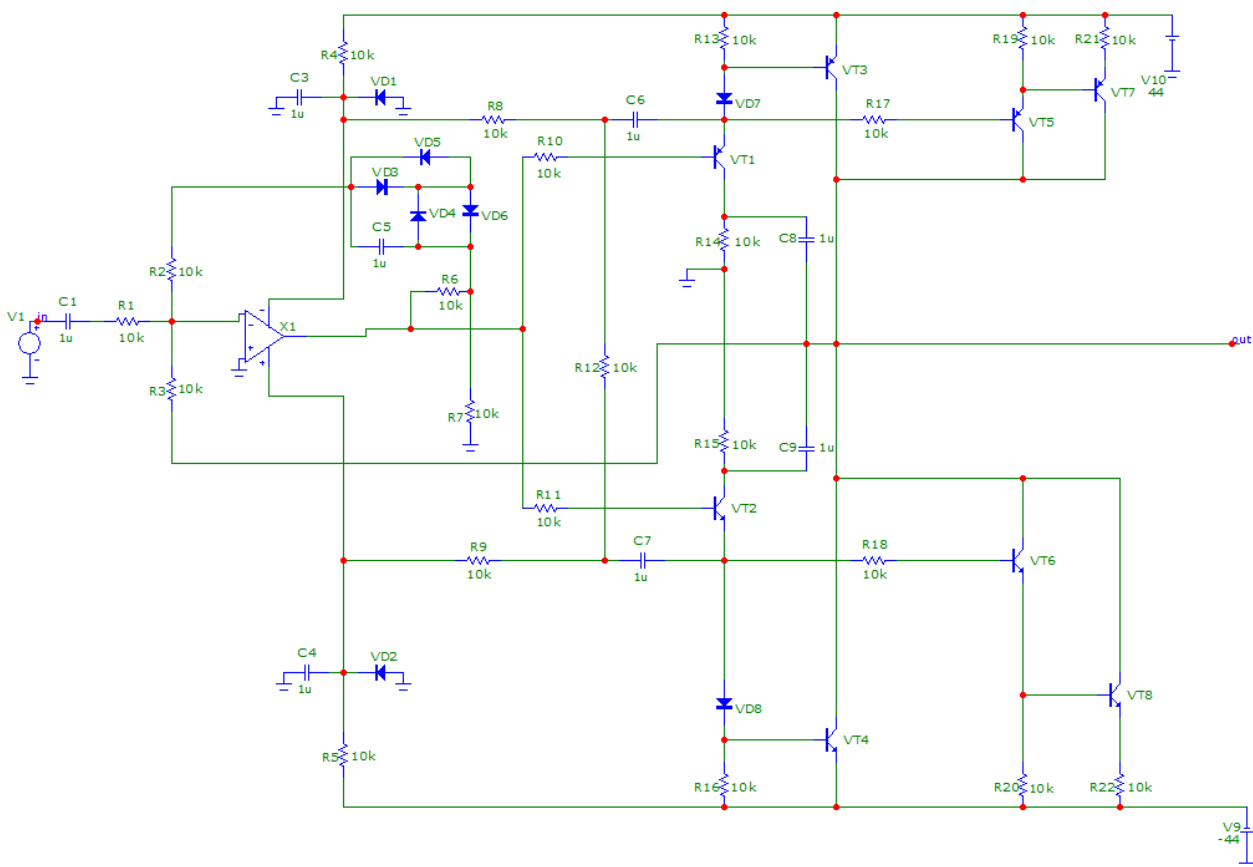 R4
10k
R13
10k
R19
10k
R21
10k
V10
44
VT3
VT7
C3
1u
VD1
VD7
C6
1u
R8
10k
R17
10k
VT5
R10
10k
VT1
VD5
VD3
VD4
VD6
C5
1u
R14
10k
C8
1u
R2
10k
R6
10k
C1
1u
R1
10k
V1
in
X1
out
R12
10k
R3
10k
R7
10k
R15
10k
C9
1u
R11
10k
VT2
R9
10k
C7
1u
R18
10k
VT6
C4
1u
VD2
VD8
VT8
VT4
R5
10k
R16
10k
R20
10k
R22
10k
V9
-44